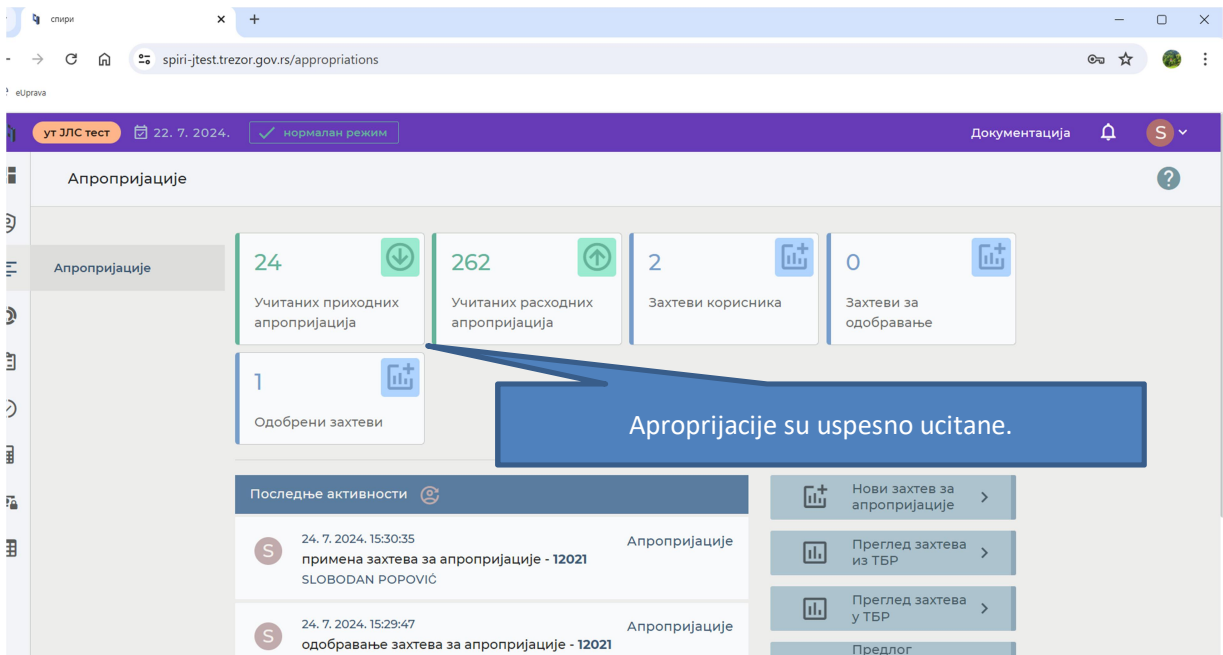 спири
spiri-jtest.trezor.gov.rs/appropriations
eUprava
ут ЈЛС тест
22. 7. 2024.
нормалан режим
Документација
S
Апропријације
?
Апропријације
24
Учитаних приходних
апропријација
262
Учитаних расходних
апропријација
2
Захтеви корисника
0
Захтеви за
одобравање
1
Одобрени захтеви
Aproprijacije su uspesno ucitane.
Последње активности
S
24. 7. 2024. 15:30:35
примена захтева за апропријације - 12021
SLOBODAN POPOVIĆ
Апропријације
S
24. 7. 2024. 15:29:47
одобравање захтева за апропријације - 12021
Апропријације
Нови захтев за
апропријације
Преглед захтева
из ТБР
Преглед захтева
у ТБР
Предлог